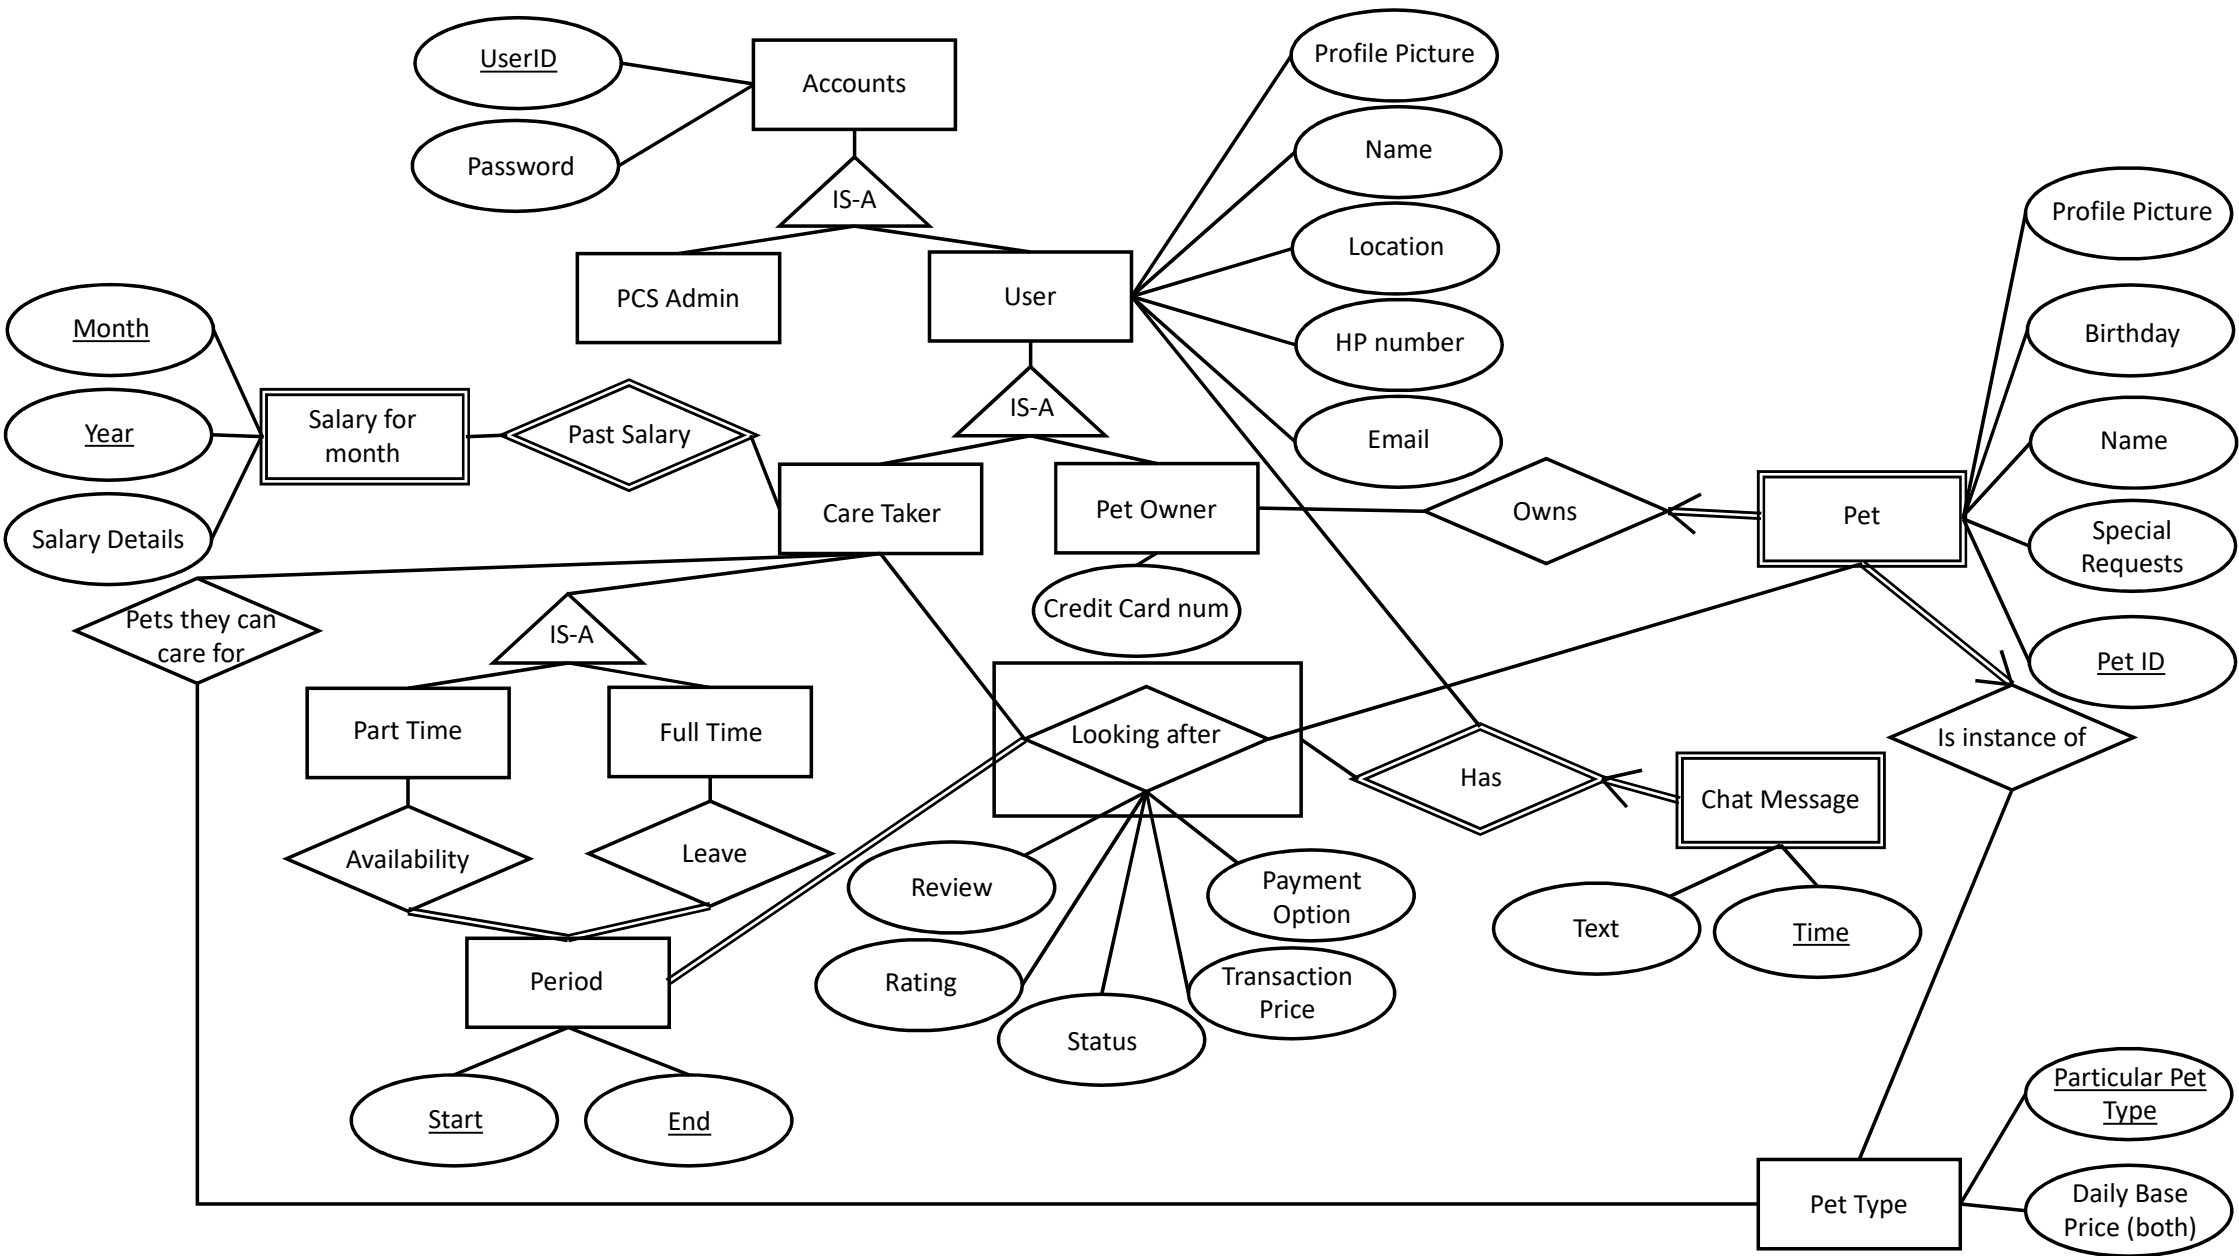 UserID
Accounts
Profile Picture
Password
Name
IS-A
Location
Profile Picture
PCS Admin
User
HP number
Birthday
Month
IS-A
Email
Name
Year
Salary for
month
Past Salary
Salary Details
Care Taker
Pet Owner
Owns
Pet
Special
Requests
Credit Card num
Pets they can
care for
IS-A
Pet ID
Part Time
Full Time
Looking after
Has
Is instance of
Chat Message
Availability
Leave
Review
Payment
Option
Text
Time
Period
Rating
Transaction
Price
Status
Start
End
Particular Pet
Type
Pet Type
Daily Base
Price (both)